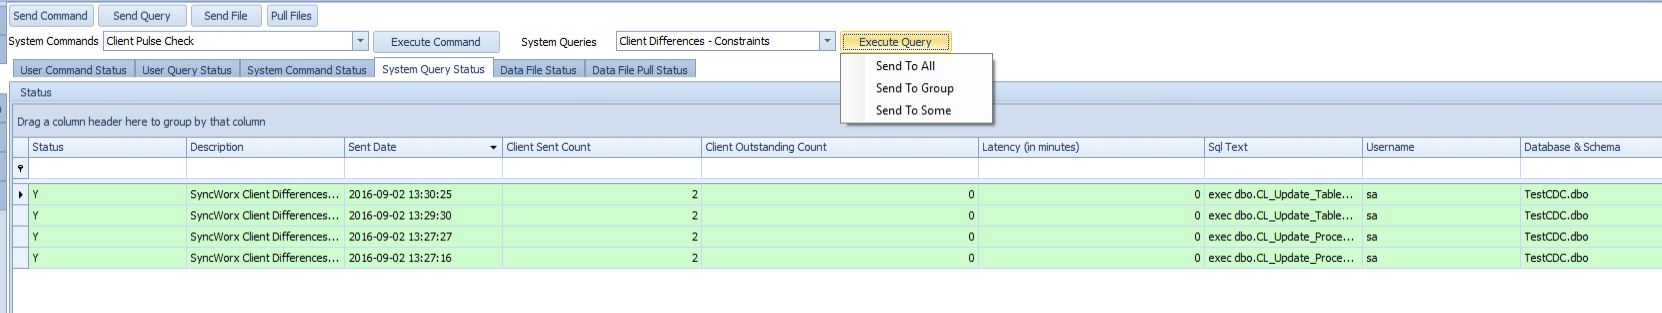 Send Command Send Query Send File Pull Files
System Commands Client Pulse Check Execute Command System Queries Client Differences - Constraints Execute Query
Send To All
Send To Group
Send To Some
User Command Status User Query Status System Command Status System Query Status Data File Status Data File Pull Status
Status
Drag a column header here to group by that column
Status Description Sent Date Client Sent Count Client Outstanding Count Latency (in minutes) Sql Text Username Database & Schema
Y SyncWorx Client Differences... 2016-09-02 13:30:25 2 0 0 exec dbo.CL_Update_Table... sa TestCDC.dbo
Y SyncWorx Client Differences... 2016-09-02 13:29:30 2 0 0 exec dbo.CL_Update_Table... sa TestCDC.dbo
Y SyncWorx Client Differences... 2016-09-02 13:27:27 2 0 0 exec dbo.CL_Update_Proce... sa TestCDC.dbo
Y SyncWorx Client Differences... 2016-09-02 13:27:16 2 0 0 exec dbo.CL_Update_Proce... sa TestCDC.dbo